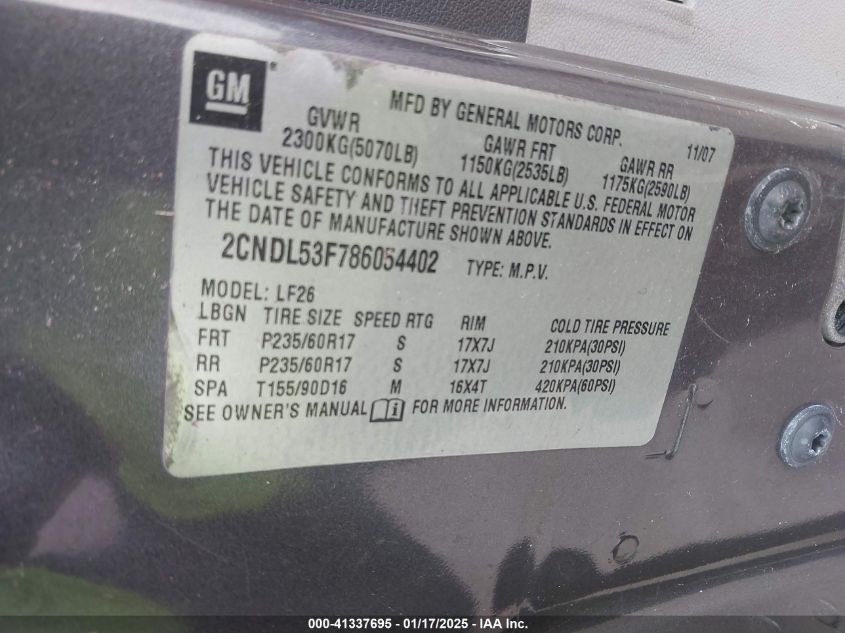 GM
MFD BY GENERAL MOTORS CORP. 11/07
GVWR GAWR FRT GAWR RR
2300KG(5070LB) 1150KG(2535LB) 1175KG(2590LB)
THIS VEHICLE CONFORMS TO ALL APPLICABLE U.S. FEDERAL MOTOR
VEHICLE SAFETY AND THEFT PREVENTION STANDARDS IN EFFECT ON
THE DATE OF MANUFACTURE SHOWN ABOVE.
2CNDL53F786054402 TYPE: M.P.V.
MODEL: LF26
LBGN TIRE SIZE SPEED RTG RIM COLD TIRE PRESSURE
FRT P235/60R17 S 17X7J 210KPA(30PSI)
RR P235/60R17 S 17X7J 210KPA(30PSI)
SPA T155/90D16 M 16X4T 420KPA(60PSI)
SEE OWNER'S MANUAL i FOR MORE INFORMATION.
000-41337695 - 01/17/2025 - IAA Inc.